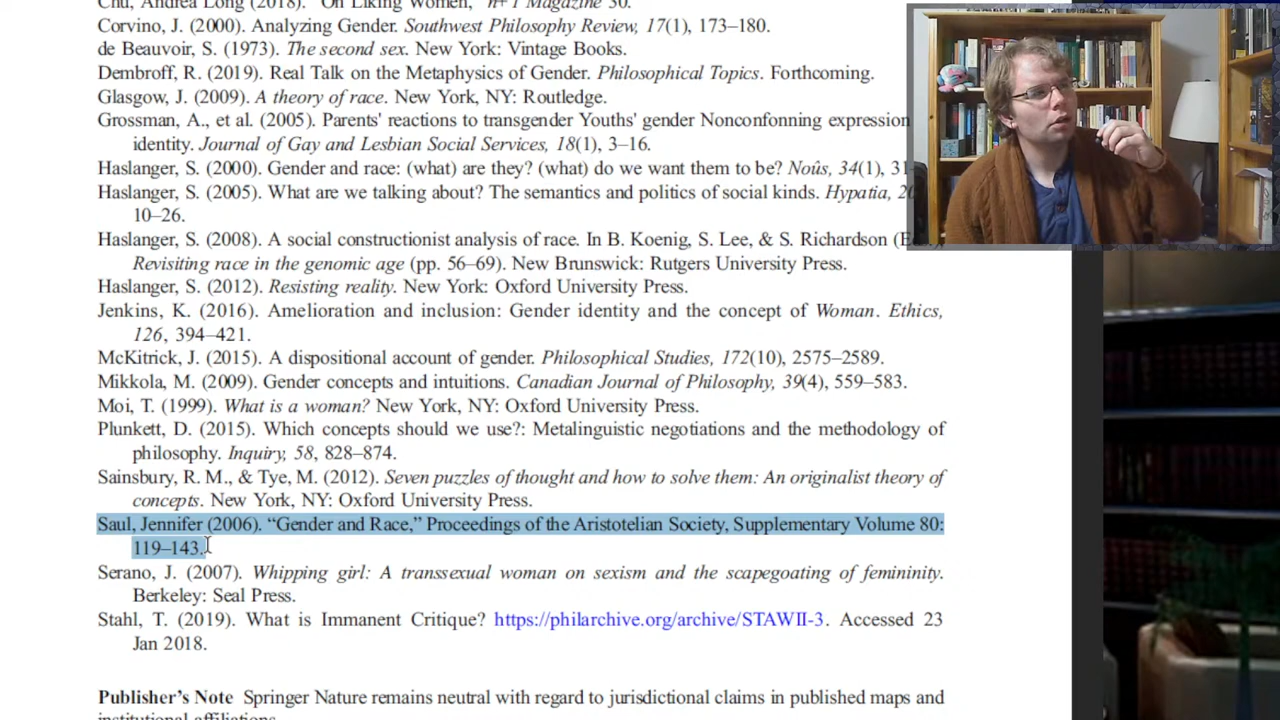 Chu, Andrea Long (2018). "On Liking Women," n+1 Magazine 30.
Corvino, J. (2000). Analyzing Gender. Southwest Philosophy Review, 17(1), 173–180.
de Beauvoir, S. (1973). The second sex. New York: Vintage Books.
Dembroff, R. (2019). Real Talk on the Metaphysics of Gender. Philosophical Topics. Forthcoming.
Glasgow, J. (2009). A theory of race. New York, NY: Routledge.
Grossman, A., et al. (2005). Parents' reactions to transgender Youths' gender Nonconfonning expression
identity. Journal of Gay and Lesbian Social Services, 18(1), 3–16.
Haslanger, S. (2000). Gender and race: (what) are they? (what) do we want them to be? Noûs, 34(1), 31
Haslanger, S. (2005). What are we talking about? The semantics and politics of social kinds. Hypatia,
10–26.
Haslanger, S. (2008). A social constructionist analysis of race. In B. Koenig, S. Lee, & S. Richardson
Revisiting race in the genomic age (pp. 56–69). New Brunswick: Rutgers University Press.
Haslanger, S. (2012). Resisting reality. New York: Oxford University Press.
Jenkins, K. (2016). Amelioration and inclusion: Gender identity and the concept of Woman. Ethics,
126, 394–421.
McKitrick, J. (2015). A dispositional account of gender. Philosophical Studies, 172(10), 2575–2589.
Mikkola, M. (2009). Gender concepts and intuitions. Canadian Journal of Philosophy, 39(4), 559–583.
Moi, T. (1999). What is a woman? New York, NY: Oxford University Press.
Plunkett, D. (2015). Which concepts should we use?: Metalinguistic negotiations and the methodology of
philosophy. Inquiry, 58, 828–874.
Sainsbury, R. M., & Tye, M. (2012). Seven puzzles of thought and how to solve them: An originalist theory of
concepts. New York, NY: Oxford University Press.
Saul, Jennifer (2006). “Gender and Race,” Proceedings of the Aristotelian Society, Supplementary Volume 80:
119–143.
Serano, J. (2007). Whipping girl: A transsexual woman on sexism and the scapegoating of femininity.
Berkeley: Seal Press.
Stahl, T. (2019). What is Immanent Critique? https://philarchive.org/archive/STAWII-3. Accessed 23
Jan 2018.
Publisher's Note Springer Nature remains neutral with regard to jurisdictional claims in published maps and
institutional affiliations.